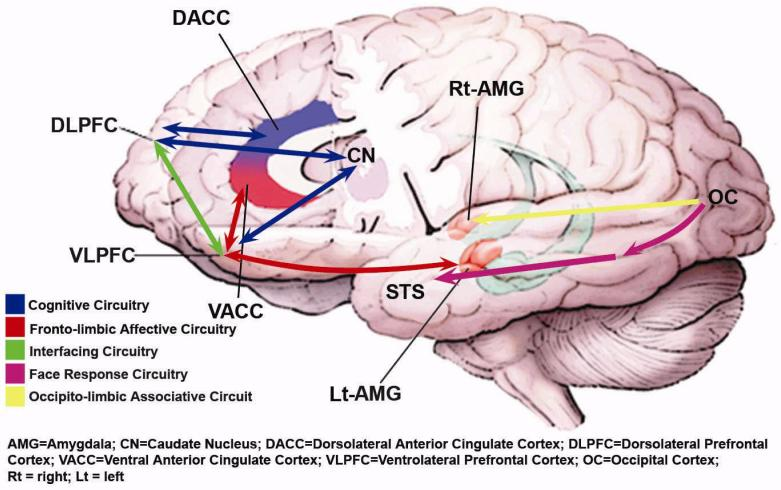 DACC
Rt-AMG
DLPFC
CN
OC
VLPFC
STS
VACC
Cognitive Circuitry
Fronto-limbic Affective Circuitry
Interfacing Circuitry
Face Response Circuitry
Occipito-limbic Associative Circuit
Lt-AMG
AMG=Amygdala; CN=Caudate Nucleus; DACC=Dorsolateral Anterior Cingulate Cortex; DLPFC=Dorsolateral Prefrontal
Cortex; VACC=Ventral Anterior Cingulate Cortex; VLPFC=Ventrolateral Prefrontal Cortex; OC=Occipital Cortex;
Rt = right; Lt = left